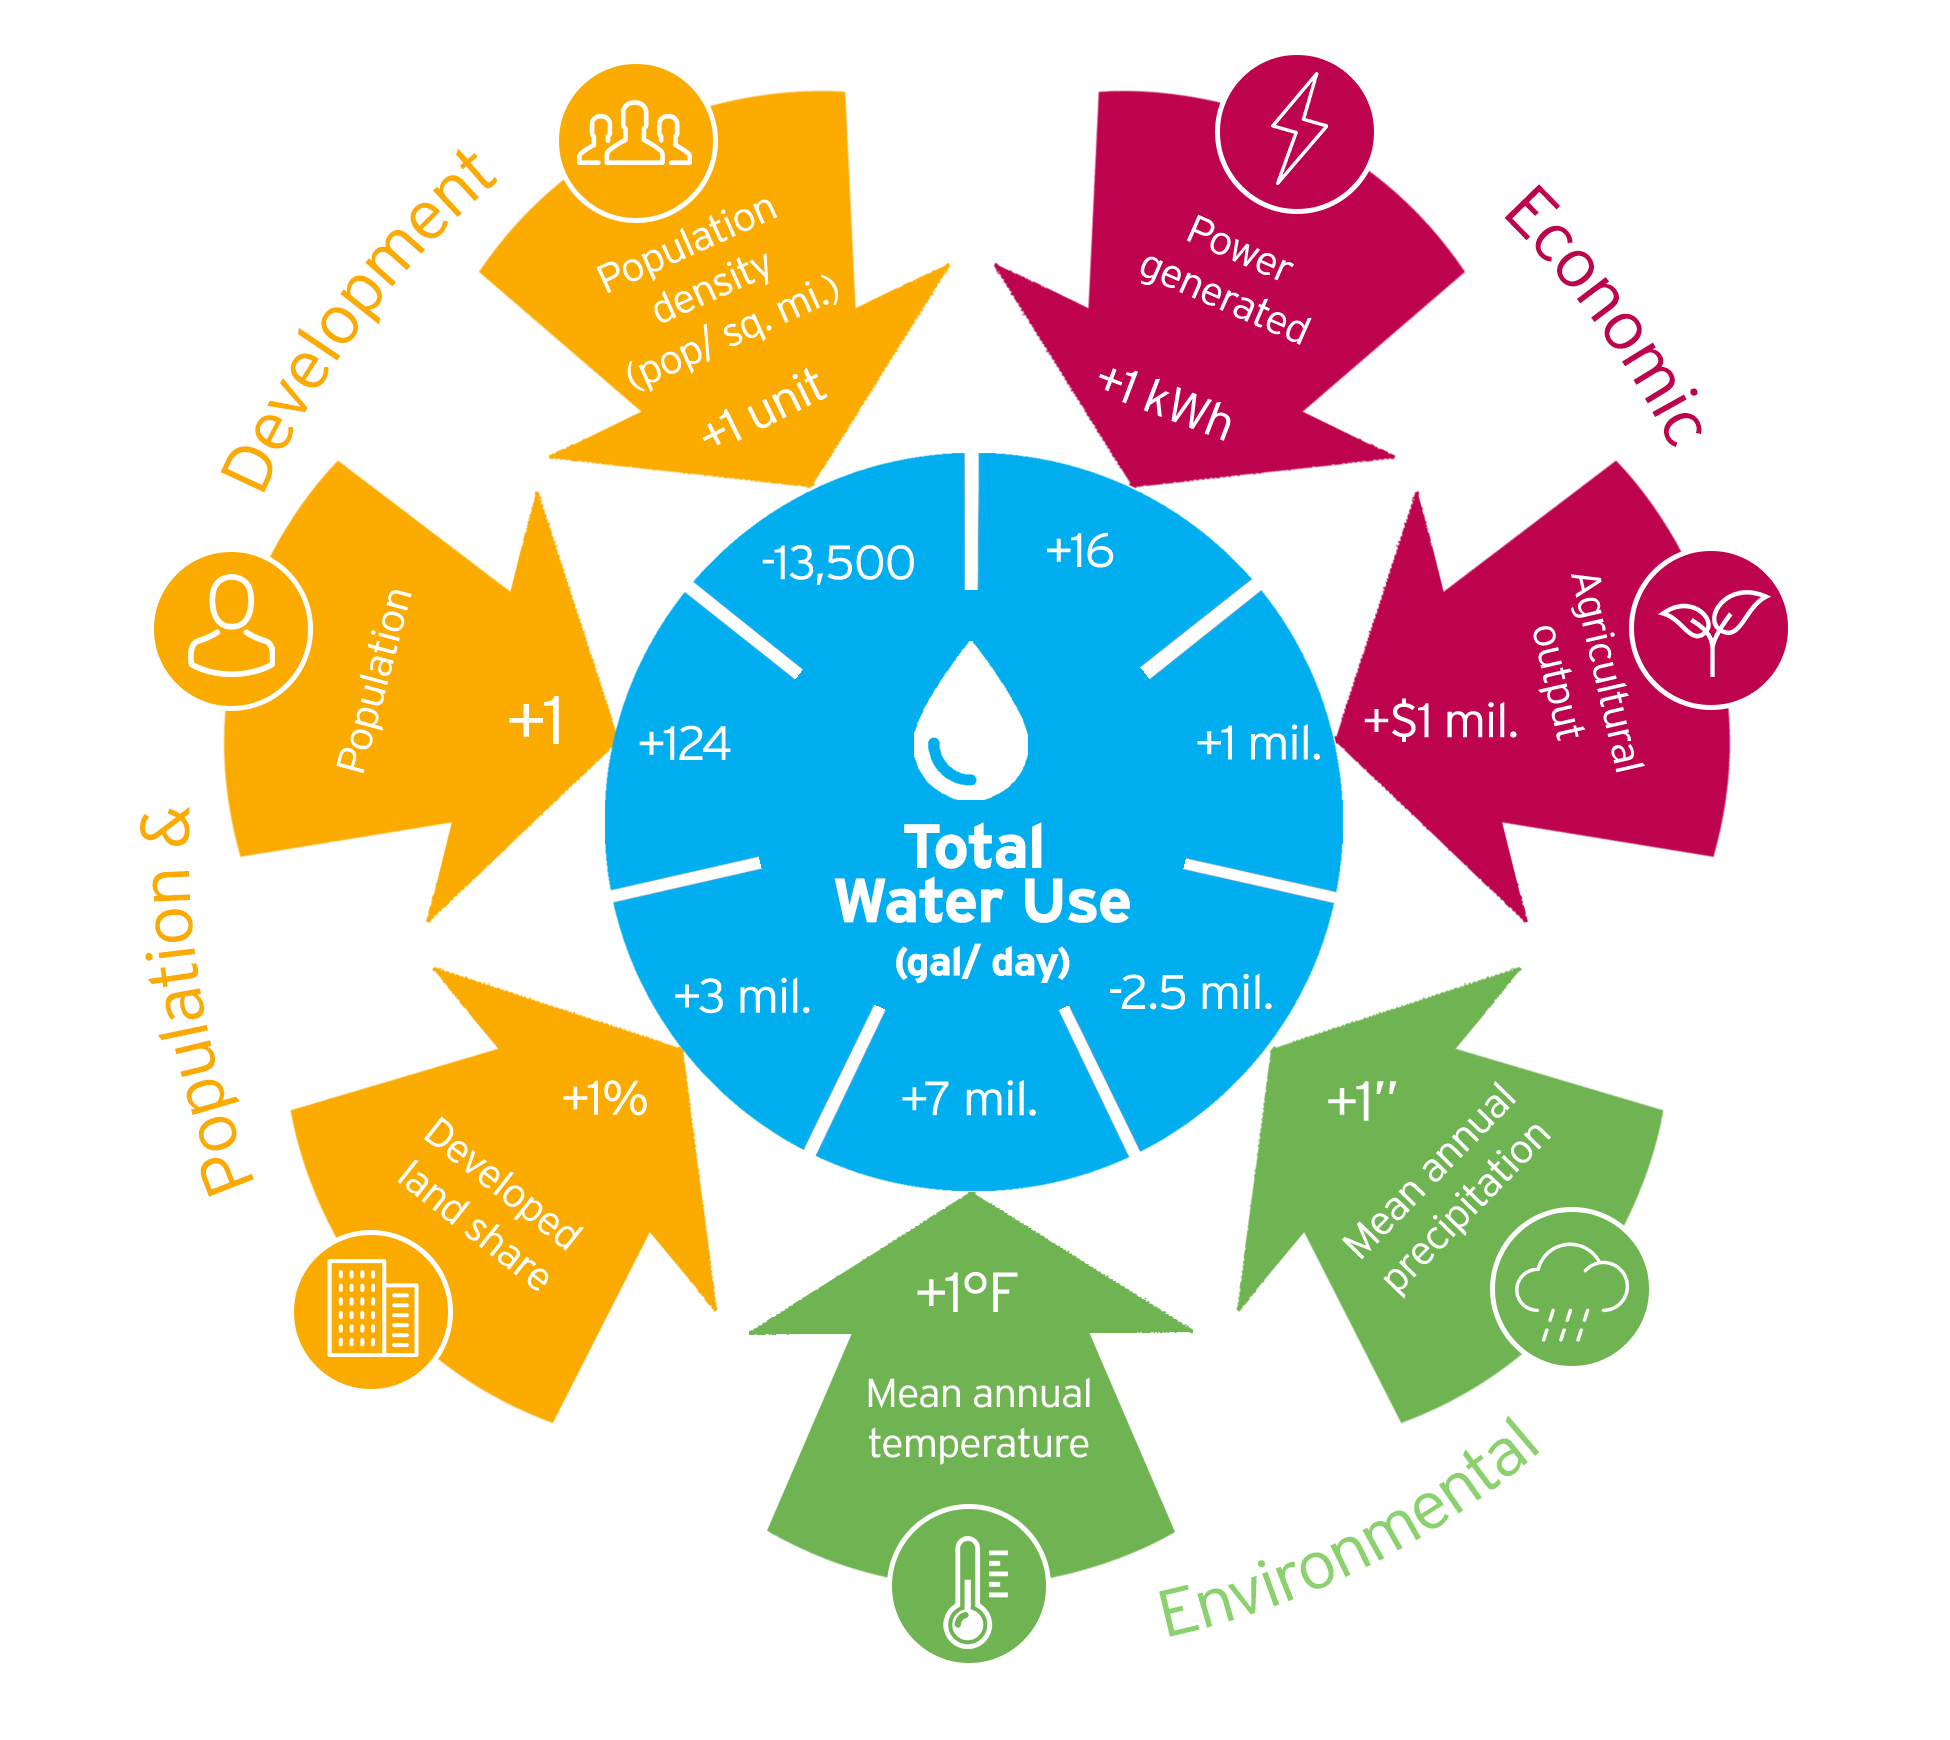 Population & Development
Population
density
(pop/ sq. mi.)
+1 unit
-13,500
Population
+1
+124
Developed
land share
+1%
+3 mil.
Economic
Power
generated
+1 kWh
+16
Agricultural
output
+$1 mil.
+1 mil.
Environmental
Mean annual
precipitation
+1"
-2.5 mil.
+1°F
Mean annual
temperature
+7 mil.
Total
Water Use
(gal/ day)